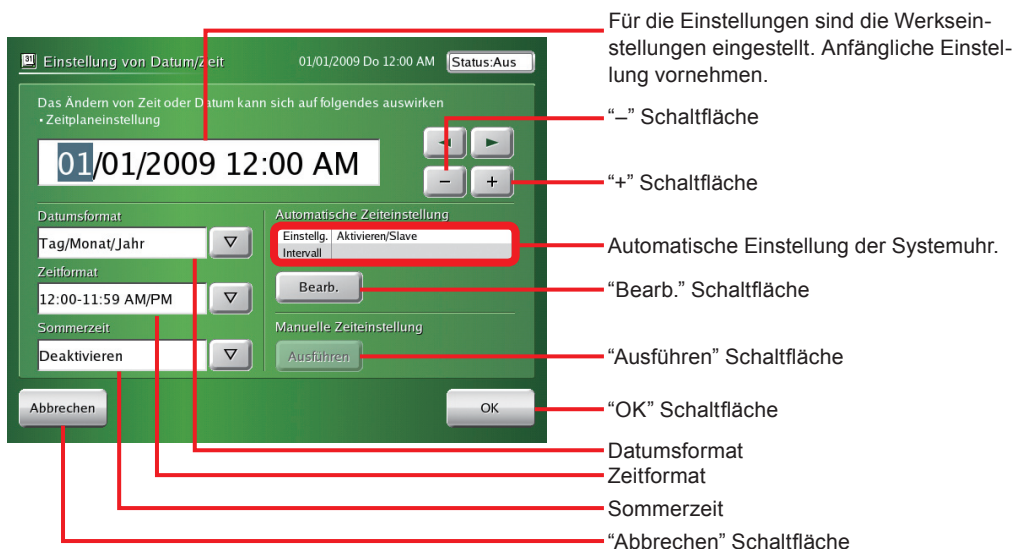 Für die Einstellungen sind die Werksein-
stellungen eingestellt. Anfängliche Einstel-
lung vornehmen.
31 Einstellung von Datum/Zeit 01/01/2009 Do 12:00 AM Status:Aus
Das Ändern von Zeit oder Datum kann sich auf folgendes auswirken
• Zeitplaneinstellung
“–” Schaltfläche
01/01/2009 12:00 AM
– +
“+” Schaltfläche
Datumsformat
Automatische Zeiteinstellung
Tag/Monat/Jahr
Einstellg. Aktivieren/Slave
Intervall
Automatische Einstellung der Systemuhr.
Zeitformat
12:00-11:59 AM/PM
Bearb.
“Bearb.” Schaltfläche
Sommerzeit
Manuelle Zeiteinstellung
Deaktivieren
Ausführen
“Ausführen” Schaltfläche
Abbrechen
OK
“OK” Schaltfläche
Datumsformat
Zeitformat
Sommerzeit
“Abbrechen” Schaltfläche